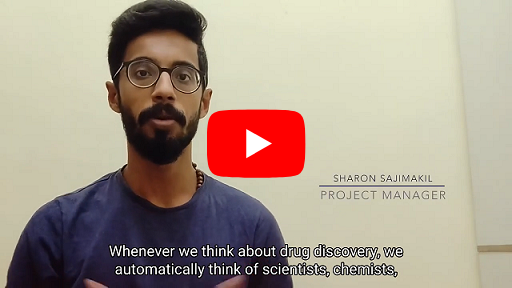 SHARON SAJIMAKIL
PROJECT MANAGER
Whenever we think about drug discovery, we
automatically think of scientists, chemists,